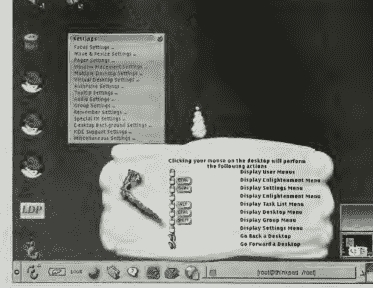 Settings
Focus Settings ...
Move & Resize Settings ...
Pager Settings ...
Window Placement Settings ...
Multiple Desktop Settings ...
Virtual Desktop Settings ...
Autoraise Settings ...
Tooltip Settings ...
Audio Settings ...
Group Settings ...
Remember Settings ...
Special FX Settings ...
Desktop Background Settings ...
KDE Support Settings ...
Miscellaneous Settings ...
Clicking your mouse on the desktop will perform
the following actions
Display User Menus
Display Enlightenment Menu
Display Settings Menu
Display Enlightenment Menu
Display Task List Menu
Display Desktop Menu
Display Group Menu
Display Settings Menu
Go Back a Desktop
Go Forward a Desktop
LDP
[root@thinkpad /root]